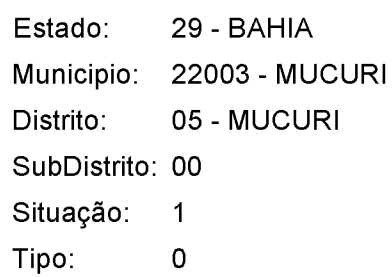 Estado: 29 - BAHIA
Municipio: 22003 - MUCURI
Distrito: 05 - MUCURI
SubDistrito: 00
Situação: 1
Tipo: 0